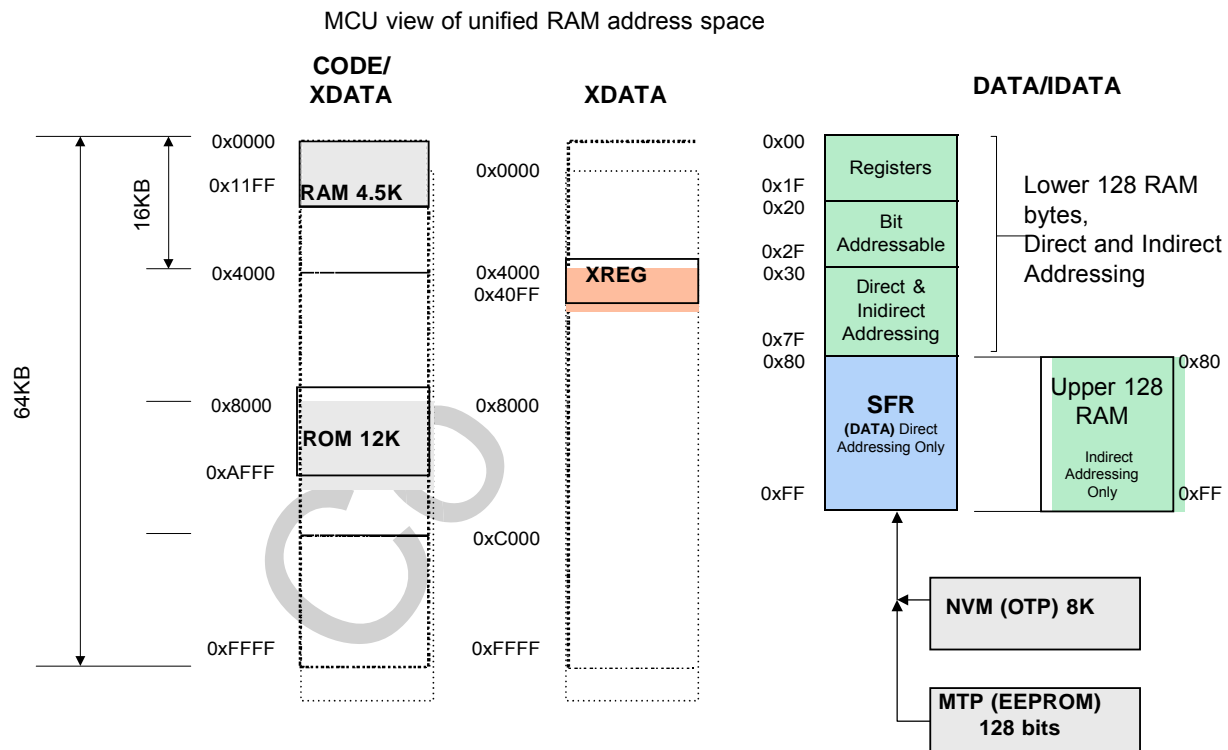 MCU view of unified RAM address space
CODE/
XDATA
0x0000
0x11FF
RAM 4.5K
16KB
0x4000
64KB
0x8000
ROM 12K
0xAFFF
0xFFFF
XDATA
0x0000
0x4000
XREG
0x40FF
0x8000
0xC000
0xFFFF
DATA/IDATA
0x00
Registers
0x1F
0x20
Bit
Addressable
0x2F
0x30
Direct &
Inidirect
Addressing
0x7F
Lower 128 RAM
bytes,
Direct and Indirect
Addressing
0x80
SFR
(DATA) Direct
Addressing Only
0xFF
0x80
Upper 128
RAM
Indirect
Addressing
Only
0xFF
NVM (OTP) 8K
MTP (EEPROM)
128 bits